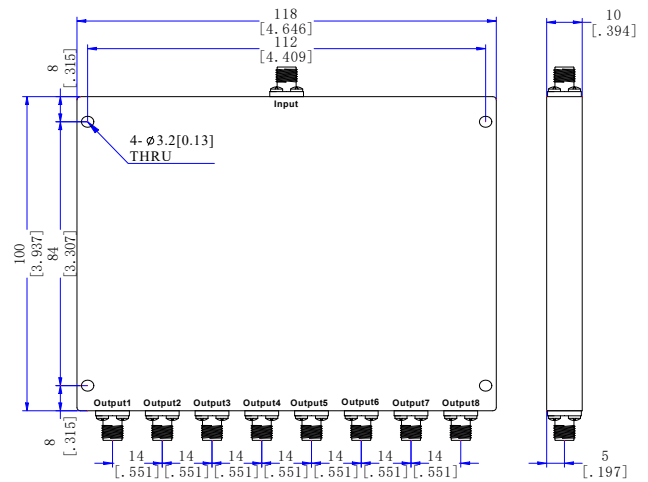 118
[4.646]
10
[.394]
112
[4.409]
8
[.315]
Input
4- ø3.2[0.13]
THRU
100
[3.937]
84
[3.307]
Output1 Output2 Output3 Output4 Output5 Output6 Output7 Output8
8
[.315]
14 14 14 14 14 14 14
[.551] [.551] [.551] [.551] [.551] [.551] [.551]
5
[.197]